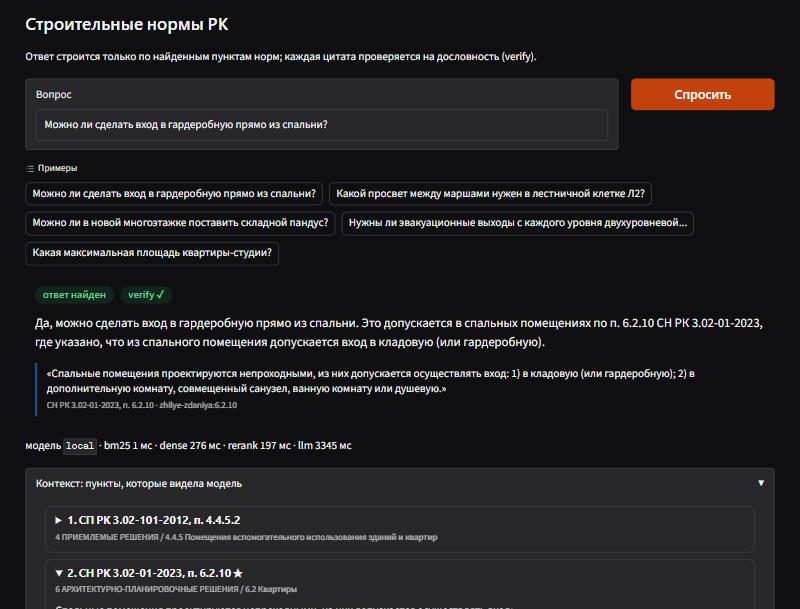 Строительные нормы РК
Ответ строится только по найденным пунктам норм; каждая цитата проверяется на дословность (verify).
Вопрос
Можно ли сделать вход в гардеробную прямо из спальни?
Спросить
Примеры
Можно ли сделать вход в гардеробную прямо из спальни?
Какой просвет между маршами нужен в лестничной клетке Л2?
Можно ли в новой многоэтажке поставить складной пандус?
Нужны ли эвакуационные выходы с каждого уровня двухуровневой...
Какая максимальная площадь квартиры-студии?
ответ найден
verify ✓
Да, можно сделать вход в гардеробную прямо из спальни. Это допускается в спальных помещениях по п. 6.2.10 СН РК 3.02-01-2023,
где указано, что из спального помещения допускается вход в кладовую (или гардеробную).
«Спальные помещения проектируются непроходными, из них допускается осуществлять вход: 1) в кладовую (или гардеробную); 2) в
дополнительную комнату, совмещенный санузел, ванную комнату или душевую.»
СН РК 3.02-01-2023, п. 6.2.10 · zhilye-zdaniya:6.2.10
модель local · bm25 1 мс · dense 276 мс · rerank 197 мс · llm 3345 мс
Контекст: пункты, которые видела модель ▼
▶ 1. СП РК 3.02-101-2012, п. 4.4.5.2
4 ПРИЕМЛЕМЫЕ РЕШЕНИЯ / 4.4.5 Помещения вспомогательного использования зданий и квартир
▼ 2. СН РК 3.02-01-2023, п. 6.2.10 ★
6 АРХИТЕКТУРНО-ПЛАНИРОВОЧНЫЕ РЕШЕНИЯ / 6.2 Квартиры